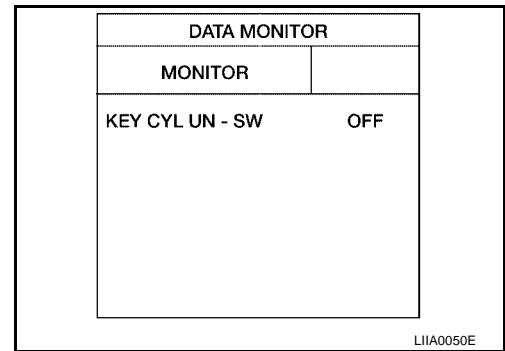 DATA MONITOR
MONITOR
KEY CYL UN - SW OFF
LIIA0050E